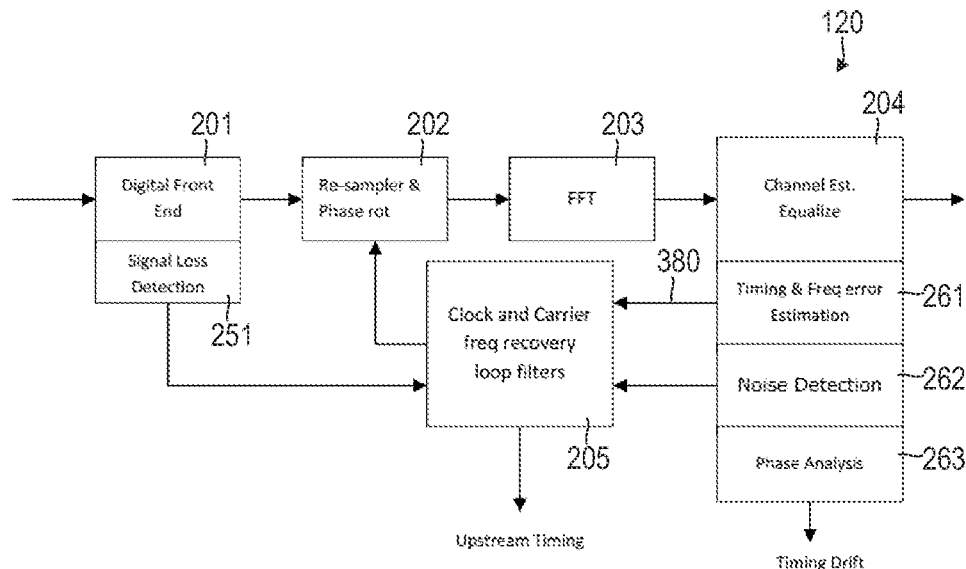 120
201
202
203
204
Digital Front
End
Re-sampler &
Phase rot
FFT
Channel Est.
Equalize
Signal Loss
Detection
251
380
Clock and Carrier
freq recovery
loop filters
Timing & Freq error
Estimation
261
Noise Detection
262
205
Phase Analysis
263
Upstream Timing
Timing Drift